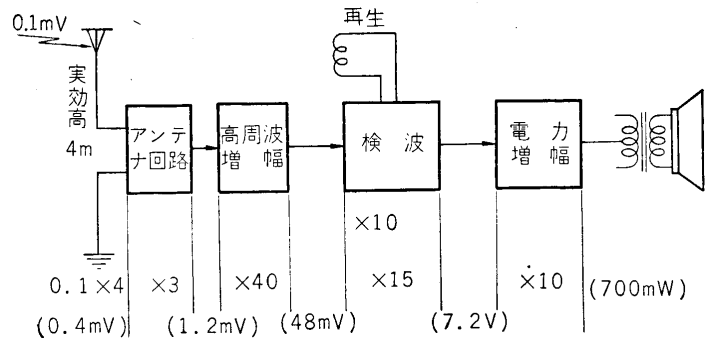 0.1mV
再生
実効高
4m
アンテナ回路
高周波増幅
検波
電力増幅
×10
0.1×4
×3
×40
×15
×10
(700mW)
(0.4mV)
(1.2mV)
(48mV)
(7.2V)